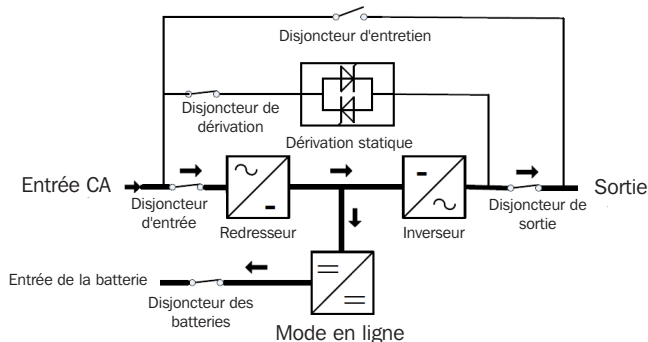 Disjoncteur d'entretien
Disjoncteur de
dérivation
Dérivation statique
Entrée CA
Sortie
Disjoncteur
d'entrée
Redresseur
Inverseur
Disjoncteur de
sortie
Entrée de la batterie
Disjoncteur des
batteries
Mode en ligne